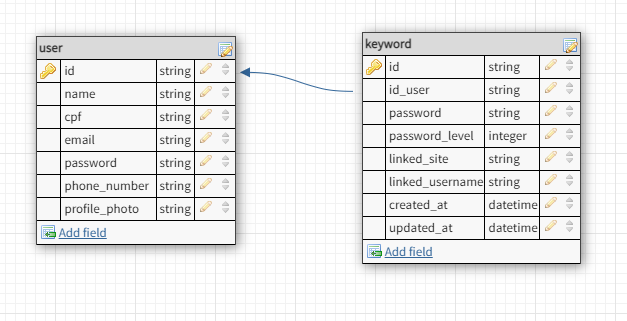 user
id string
name string
cpf string
email string
password string
phone_number string
profile_photo string
Add field
keyword
id string
id_user string
password string
password_level integer
linked_site string
linked_username string
created_at datetime
updated_at datetime
Add field